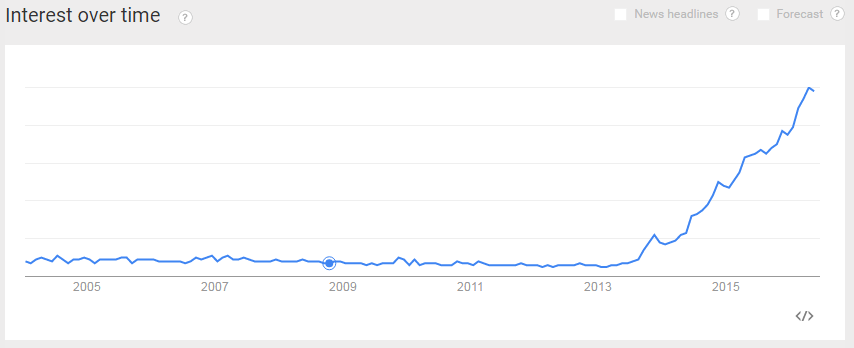 Interest over time ?
News headlines ? Forecast ?
2005 2007 2009 2011 2013 2015
</>